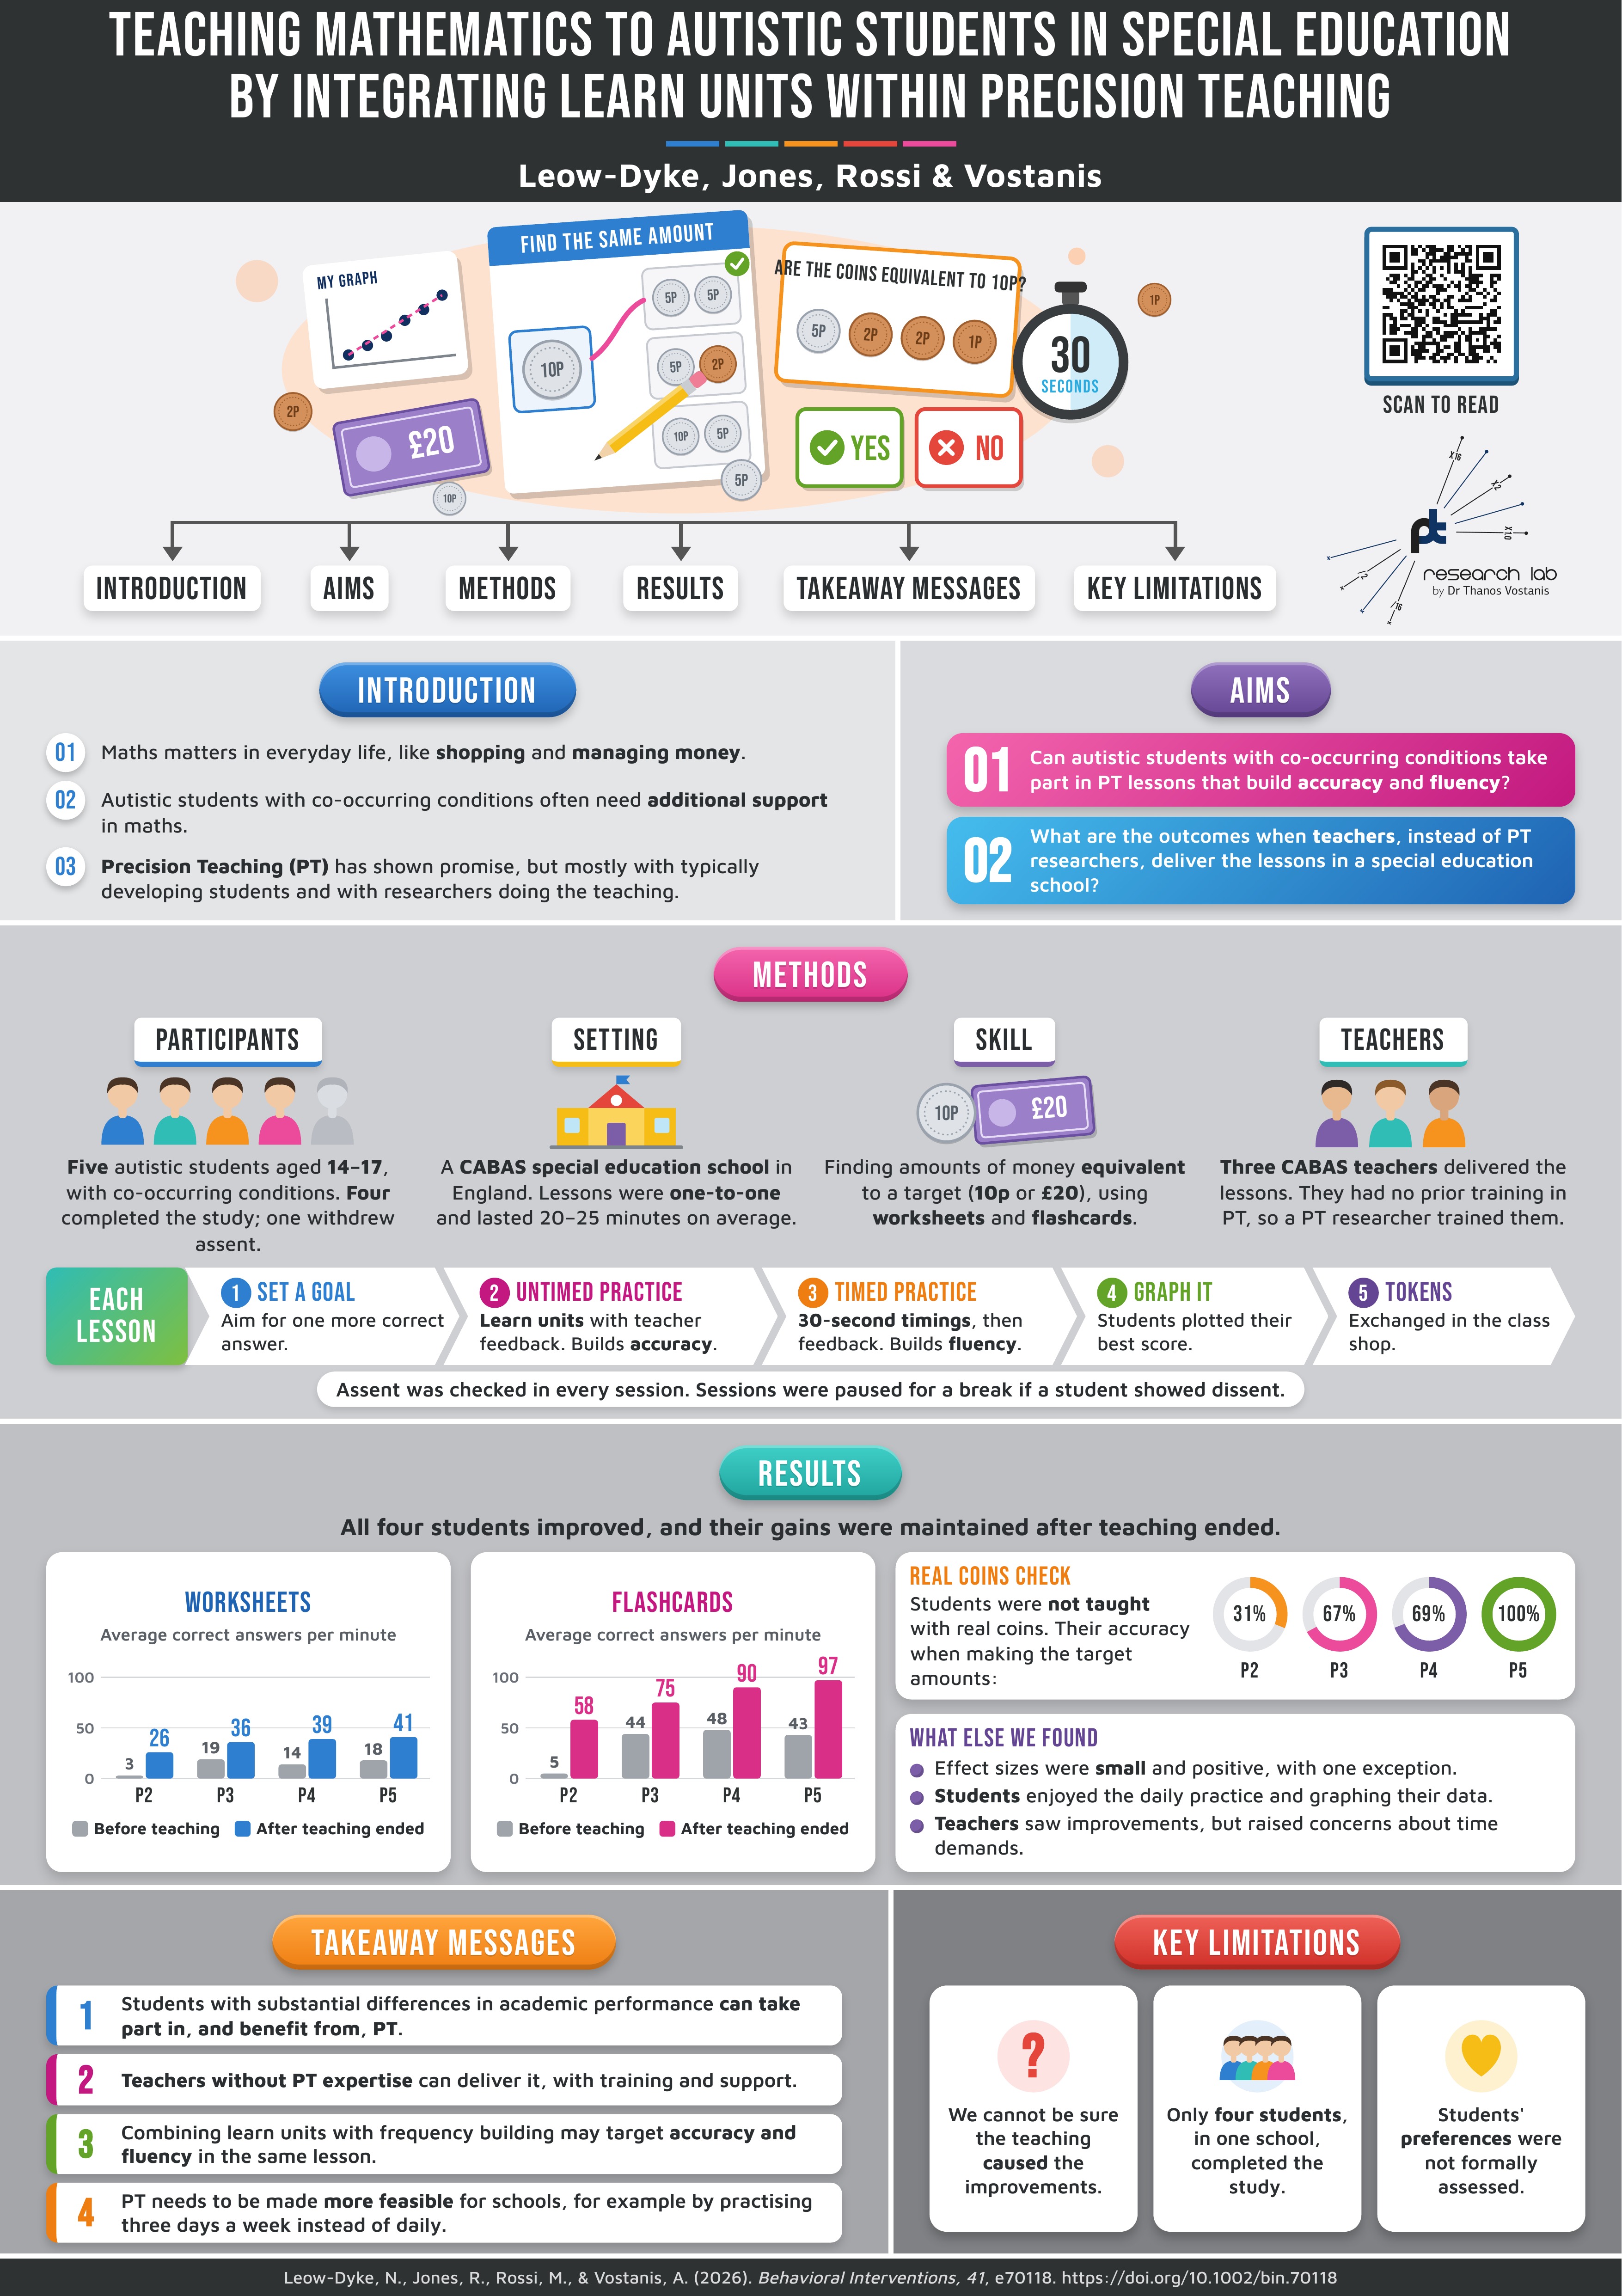 TEACHING MATHEMATICS TO AUTISTIC STUDENTS IN SPECIAL EDUCATION
BY INTEGRATING LEARN UNITS WITHIN PRECISION TEACHING
Leow-Dyke, Jones, Rossi & Vostanis
MY GRAPH
FIND THE SAME AMOUNT
10P
5P 5P
5P 2P
10P 5P
5P
ARE THE COINS EQUIVALENT TO 10P?
5P 2P 2P 1P
YES
NO
30
SECONDS
1P
2P
£20
10P
SCAN TO READ
X16
X2
X1.0
/2
/16
pt
research lab
by Dr Thanos Vostanis
INTRODUCTION
AIMS
METHODS
RESULTS
TAKEAWAY MESSAGES
KEY LIMITATIONS
INTRODUCTION
01 Maths matters in everyday life, like shopping and managing money.
02 Autistic students with co-occurring conditions often need additional support
in maths.
03 Precision Teaching (PT) has shown promise, but mostly with typically
developing students and with researchers doing the teaching.
AIMS
01 Can autistic students with co-occurring conditions take
part in PT lessons that build accuracy and fluency?
02 What are the outcomes when teachers, instead of PT
researchers, deliver the lessons in a special education
school?
METHODS
PARTICIPANTS
Five autistic students aged 14–17,
with co-occurring conditions. Four
completed the study; one withdrew
assent.
SETTING
A CABAS special education school in
England. Lessons were one-to-one
and lasted 20–25 minutes on average.
SKILL
10P
£20
Finding amounts of money equivalent
to a target (10p or £20), using
worksheets and flashcards.
TEACHERS
Three CABAS teachers delivered the
lessons. They had no prior training in
PT, so a PT researcher trained them.
EACH
LESSON
1 SET A GOAL
Aim for one more correct
answer.
2 UNTIMED PRACTICE
Learn units with teacher
feedback. Builds accuracy.
3 TIMED PRACTICE
30-second timings, then
feedback. Builds fluency.
4 GRAPH IT
Students plotted their
best score.
5 TOKENS
Exchanged in the class
shop.
Assent was checked in every session. Sessions were paused for a break if a student showed dissent.
RESULTS
All four students improved, and their gains were maintained after teaching ended.
WORKSHEETS
Average correct answers per minute
100
50
0
3 26
19 36
14 39
18 41
P2 P3 P4 P5
Before teaching After teaching ended
FLASHCARDS
Average correct answers per minute
100
50
0
5 58
44 75
48 90
43 97
P2 P3 P4 P5
Before teaching After teaching ended
REAL COINS CHECK
Students were not taught
with real coins. Their accuracy
when making the target
amounts:
31% 67% 69% 100%
P2 P3 P4 P5
WHAT ELSE WE FOUND
Effect sizes were small and positive, with one exception.
Students enjoyed the daily practice and graphing their data.
Teachers saw improvements, but raised concerns about time
demands.
TAKEAWAY MESSAGES
1 Students with substantial differences in academic performance can take
part in, and benefit from, PT.
2 Teachers without PT expertise can deliver it, with training and support.
3 Combining learn units with frequency building may target accuracy and
fluency in the same lesson.
4 PT needs to be made more feasible for schools, for example by practising
three days a week instead of daily.
KEY LIMITATIONS
?
We cannot be sure
the teaching
caused the
improvements.
Only four students,
in one school,
completed the
study.
Students'
preferences were
not formally
assessed.
Leow-Dyke, N., Jones, R., Rossi, M., & Vostanis, A. (2026). Behavioral Interventions, 41, e70118. https://doi.org/10.1002/bin.70118